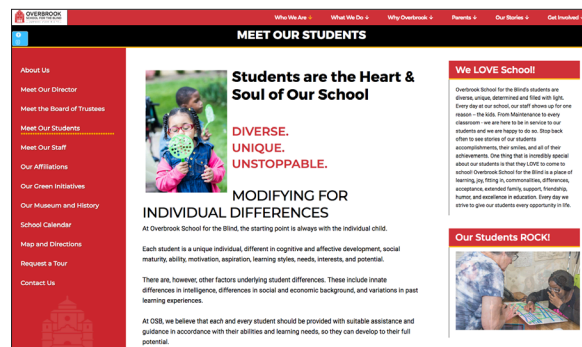 OVERBROOK
SCHOOL FOR THE BLIND
Who We Are ↓
What We Do ↓
Why Overbrook ↓
Parents ↓
Our Stories ↓
Get Involved ↓
MEET OUR STUDENTS
About Us
Meet Our Director
Meet the Board of Trustees
Meet Our Students
Meet Our Staff
Our Affiliations
Our Green Initiatives
Our Museum and History
School Calendar
Map and Directions
Request a Tour
Contact Us
Students are the Heart &
Soul of Our School
DIVERSE.
UNIQUE.
UNSTOPPABLE.
MODIFYING FOR
INDIVIDUAL DIFFERENCES
At Overbrook School for the Blind, the starting point is always with the individual child.
Each student is a unique individual, different in cognitive and affective development, social
maturity, ability, motivation, aspiration, learning styles, needs, interests, and potential.
There are, however, other factors underlying student differences. These include innate
differences in intelligence, differences in social and economic background, and variations in past
learning experiences.
At OSB, we believe that each and every student should be provided with suitable assistance and
guidance in accordance with their abilities and learning needs, so they can develop to their full
potential.
We LOVE School!
Overbrook School for the Blind's students are
diverse, unique, determined and filled with light.
Every day at our school, our staff shows up for one
reason – the kids. From Maintenance to every
classroom - we are here to be in service to our
students and we are happy to do so. Stop back
often to see stories of our students
accomplishments, their smiles, and all of their
achievements. One thing that is incredibly special
about our students is that they LOVE to come to
school! Overbrook School for the Blind is a place of
learning, joy, fitting in, commonalities, differences,
acceptance, extended family, support, friendship,
humor, and excellence in education. Every day we
strive to give our students every opportunity in life.
Our Students ROCK!